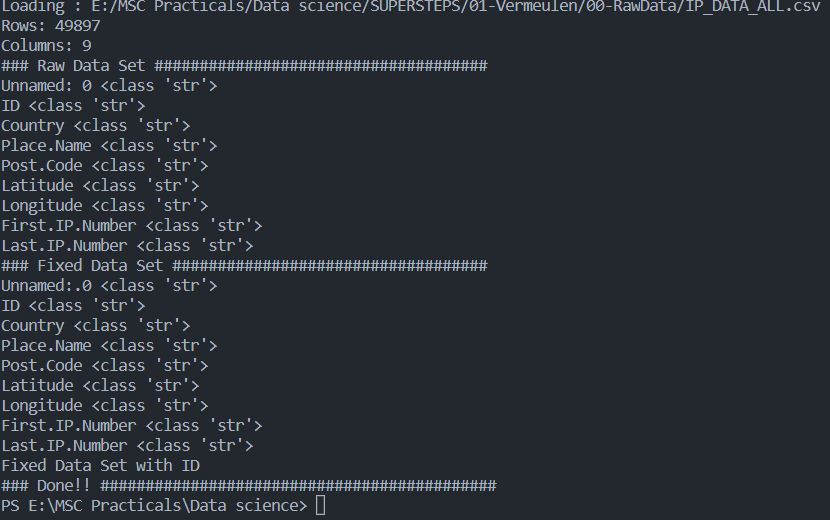 Loading : E:/MSC Practicals/Data science/SUPERSTEPS/01-Vermeulen/00-RawData/IP_DATA_ALL.csv
Rows: 49897
Columns: 9
### Raw Data Set #####################################
Unnamed: 0 <class 'str'>
ID <class 'str'>
Country <class 'str'>
Place.Name <class 'str'>
Post.Code <class 'str'>
Latitude <class 'str'>
Longitude <class 'str'>
First.IP.Number <class 'str'>
Last.IP.Number <class 'str'>
### Fixed Data Set ###################################
Unnamed:.0 <class 'str'>
ID <class 'str'>
Country <class 'str'>
Place.Name <class 'str'>
Post.Code <class 'str'>
Latitude <class 'str'>
Longitude <class 'str'>
First.IP.Number <class 'str'>
Last.IP.Number <class 'str'>
Fixed Data Set with ID
### Done!! ############################################
PS E:\MSC Practicals\Data science>